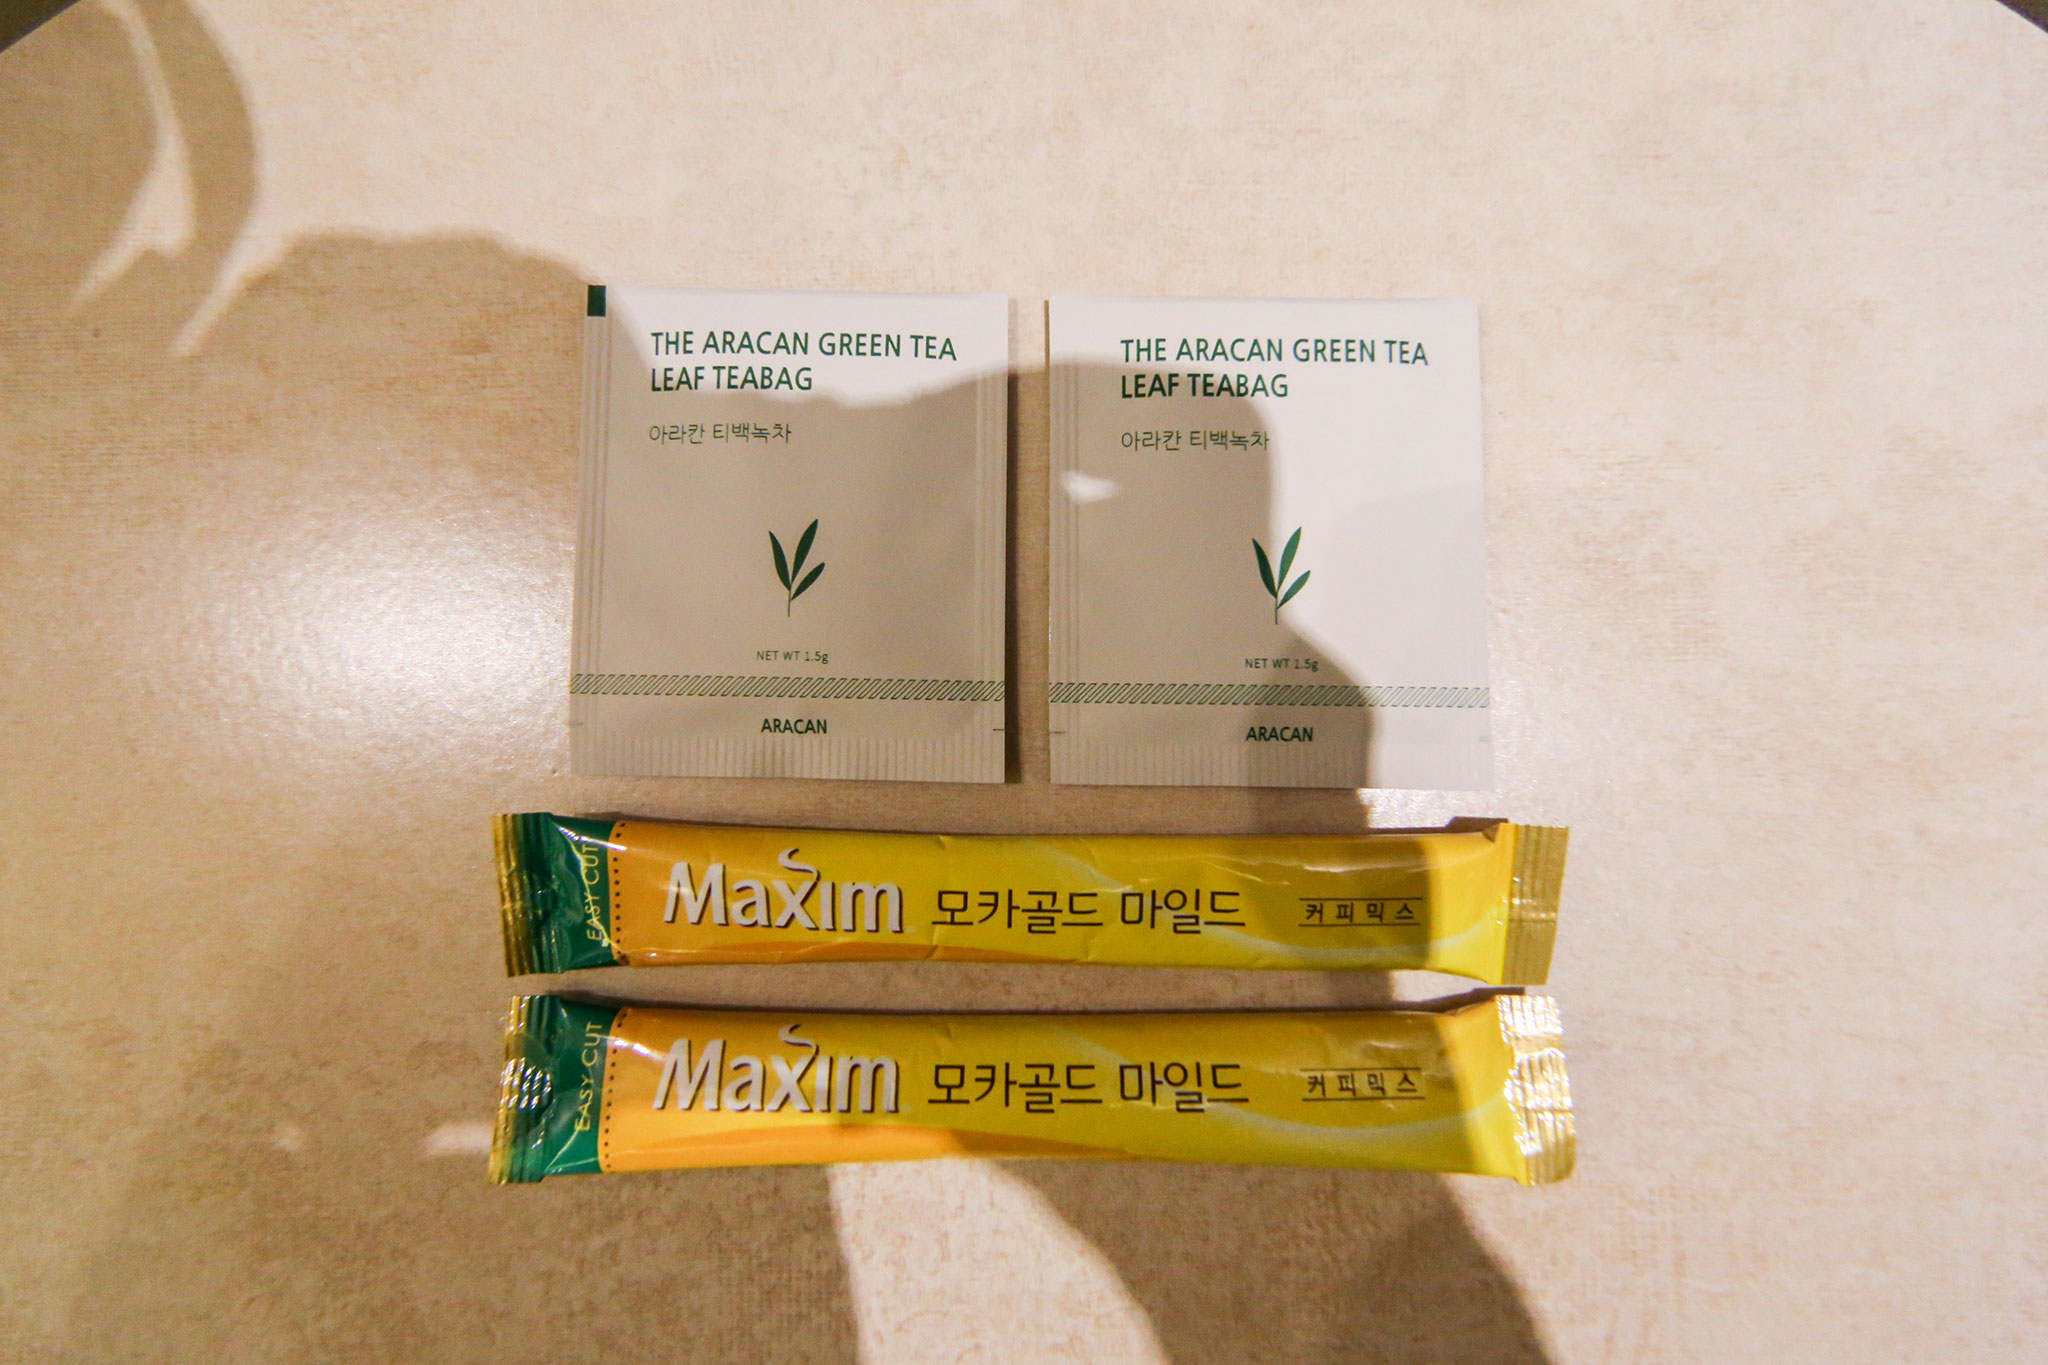 THE ARACAN GREEN TEA
LEAF TEABAG
아라칸 티백녹차
NET WT 1.5g
ARACAN
THE ARACAN GREEN TEA
LEAF TEABAG
아라칸 티백녹차
NET WT 1.5g
ARACAN
EASY CUT
Maxim 모카골드 마일드 커피믹스
EASY CUT
Maxim 모카골드 마일드 커피믹스